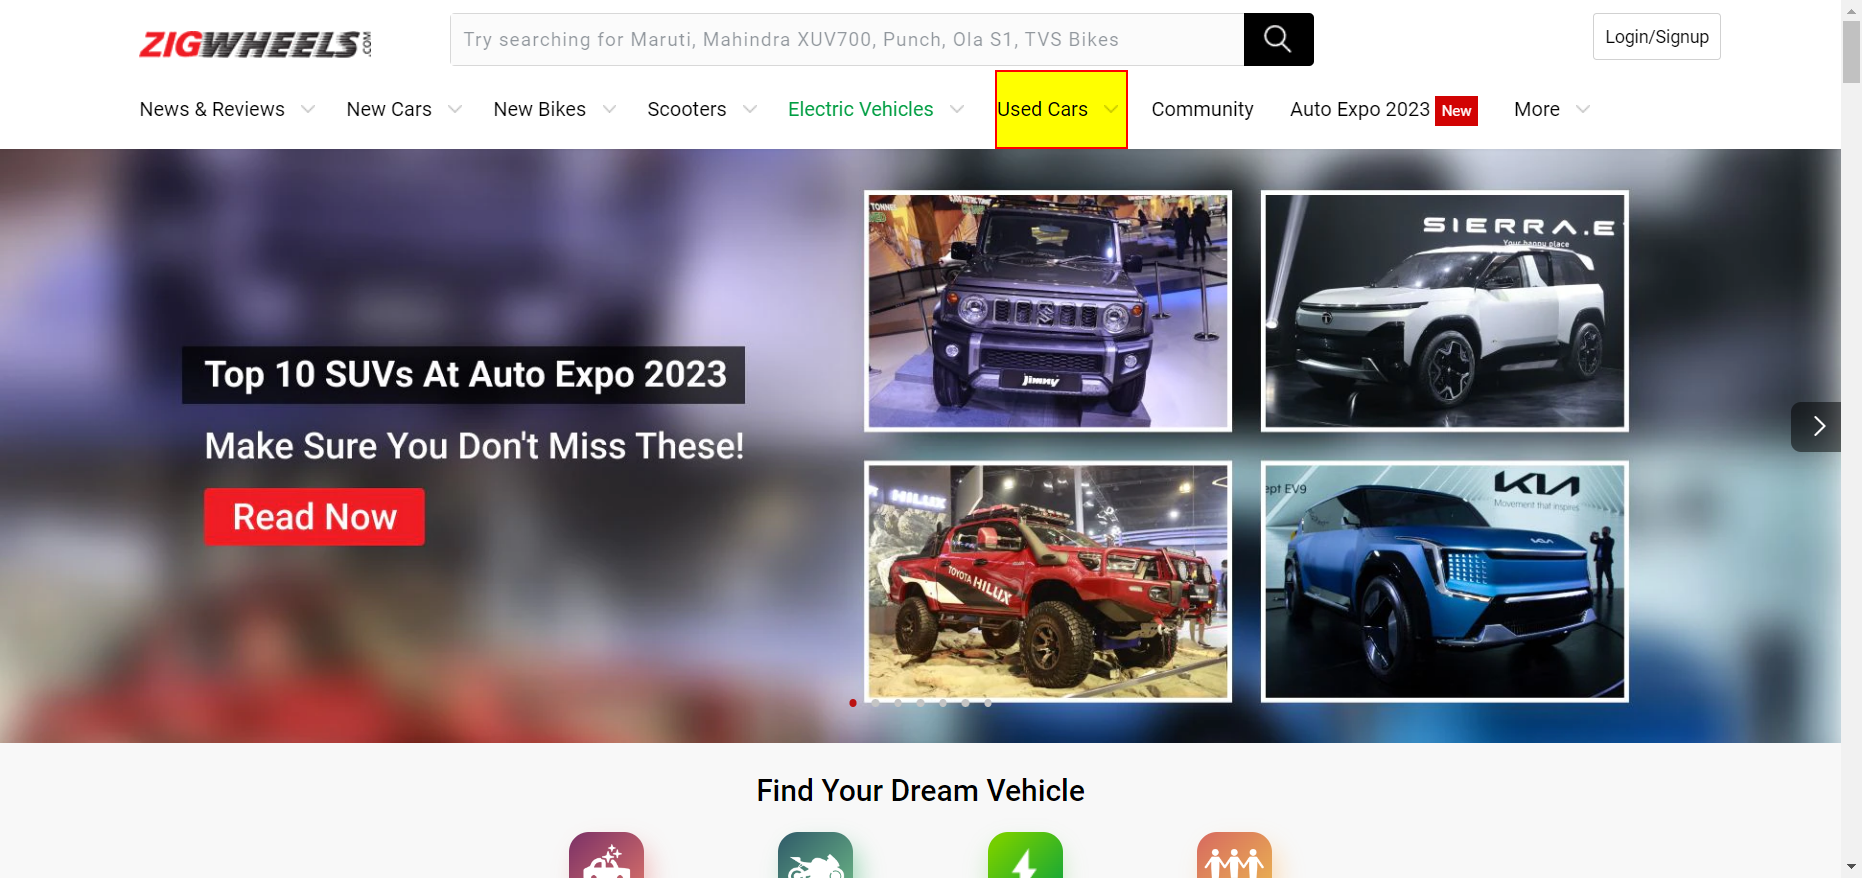 ZIGWHEELS.COM
Try searching for Maruti, Mahindra XUV700, Punch, Ola S1, TVS Bikes
Login/Signup
News & Reviews New Cars New Bikes Scooters Electric Vehicles Used Cars Community Auto Expo 2023 New More
Top 10 SUVs At Auto Expo 2023
Make Sure You Don't Miss These!
Read Now
Jimny
SIERRA.E
Your happy place
HILUX
TOYOTA HILUX
ept EV9
KIA
Movement that inspires
Find Your Dream Vehicle